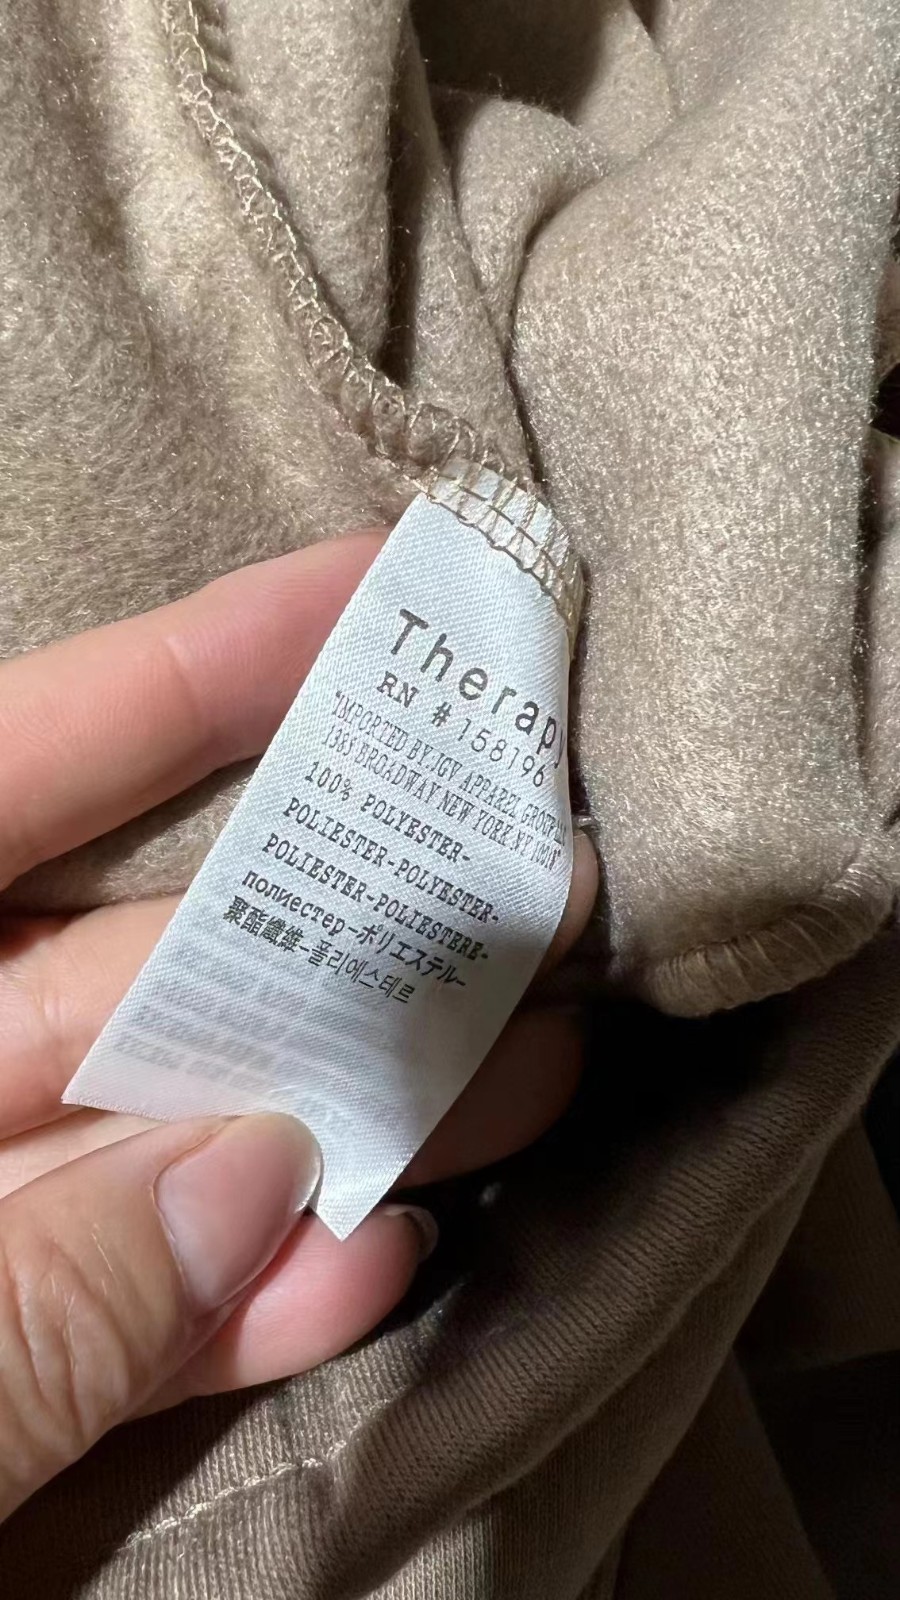 Therapy
RN # 158196
"IMPORTED BY:JGV APPAREL GROUP
1385 BROADWAY NEW YORK NY
100% POLYESTER-
POLIESTER-POLYESTER-
POLIESTER-POLIESTERE-
полиестер-ポリエステル-
聚酯纖維-폴리에스테르